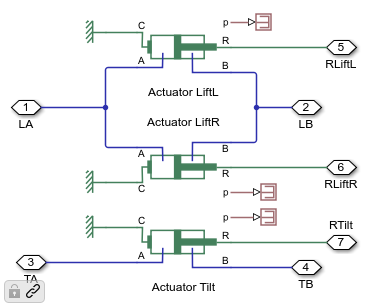 C
p
R
5
A
B
RLiftL
Actuator LiftL
1
2
LA
LB
Actuator LiftR
A
B
6
C
R
RLiftR
p
p
C
RTilt
R
7
A
B
3
4
TA
TB
Actuator Tilt